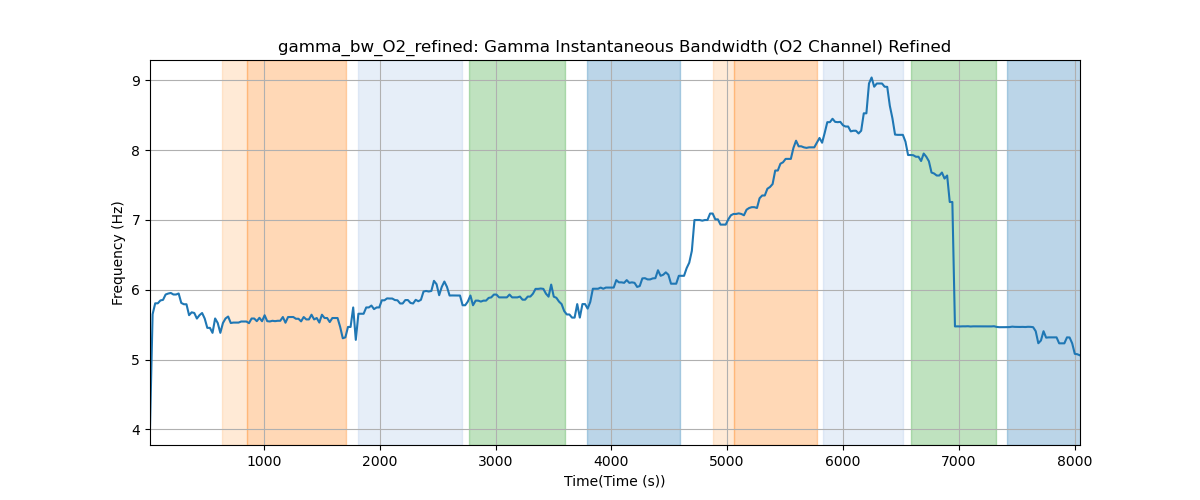 gamma_bw_O2_refined: Gamma Instantaneous Bandwidth (O2 Channel) Refined
Frequency (Hz)
9
8
7
6
5
4
1000 2000 3000 4000 5000 6000 7000 8000
Time(Time (s))